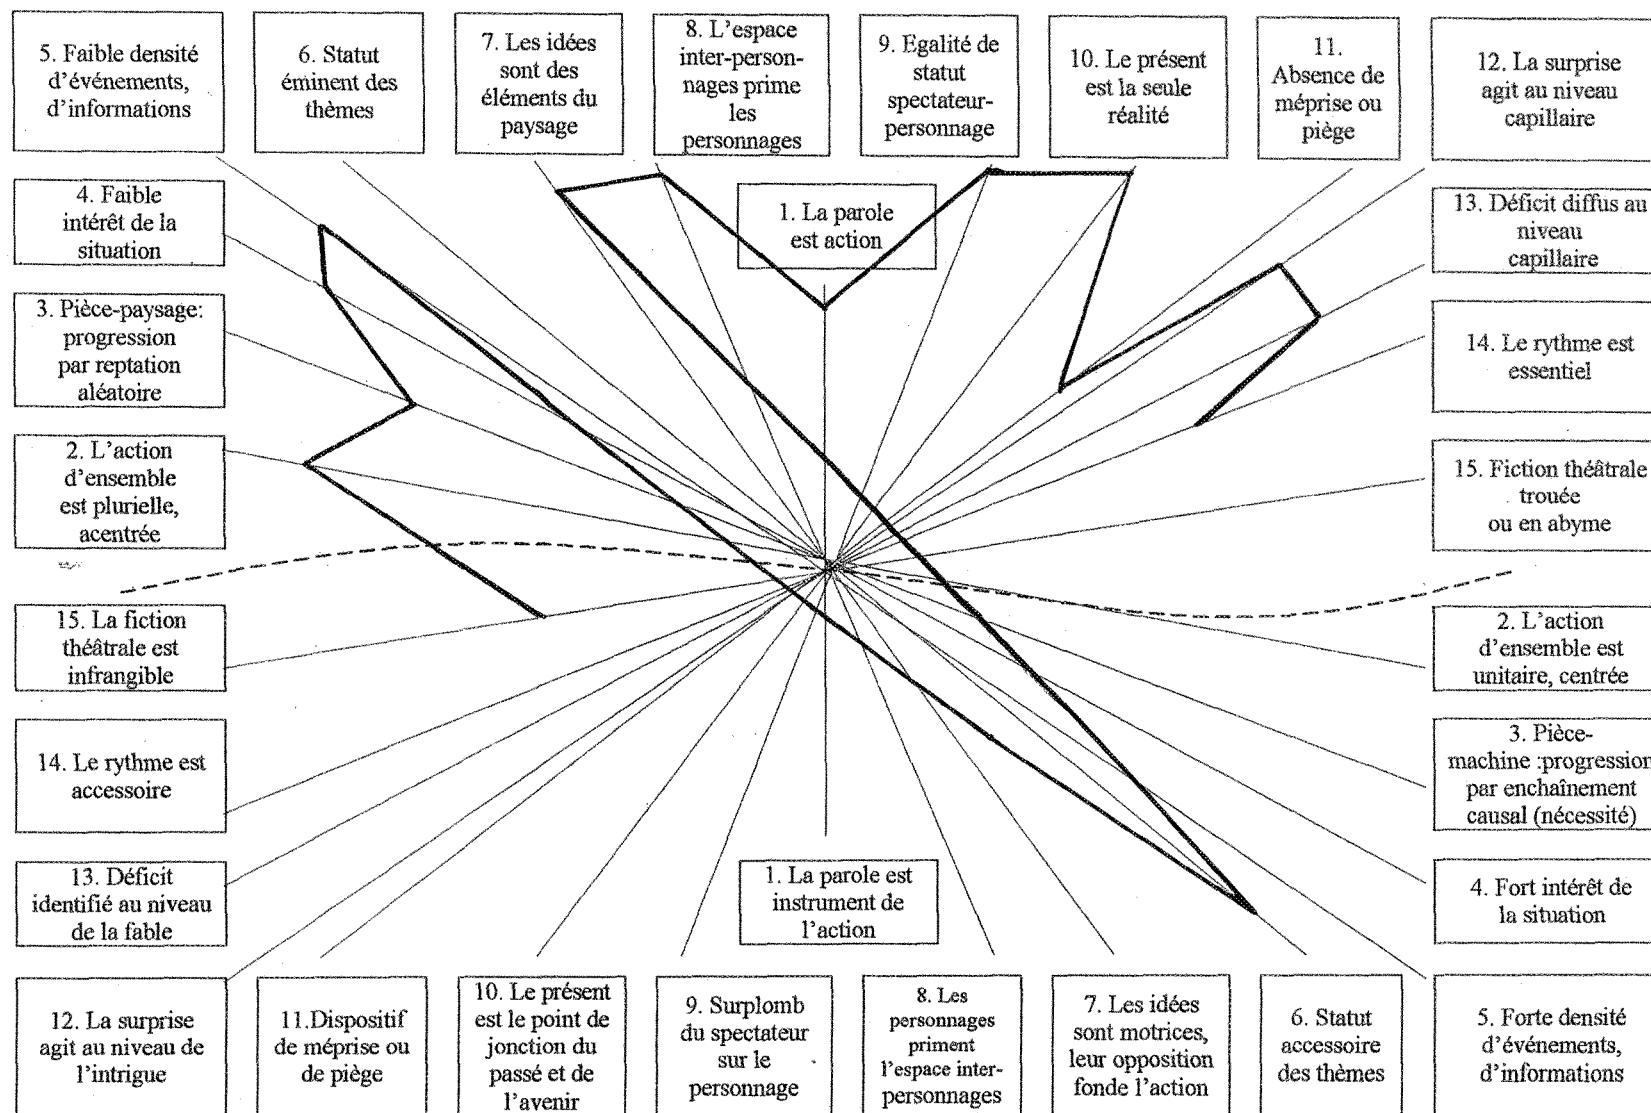 5. Faible densité
d'événements,
d'informations
6. Statut
éminent des
thèmes
7. Les idées
sont des
éléments du
paysage
8. L'espace
inter-person-
nages prime
les
personnages
9. Egalité de
statut
spectateur-
personnage
10. Le présent
est la seule
réalité
11.
Absence de
méprise ou
piège
12. La surprise
agit au niveau
capillaire
4. Faible
intérêt de la
situation
1. La parole
est action
13. Déficit diffus au
niveau
capillaire
3. Pièce-paysage:
progression
par reptation
aléatoire
14. Le rythme est
essentiel
2. L'action
d'ensemble
est plurielle,
acentrée
15. Fiction théâtrale
trouée
ou en abyme
15. La fiction
théâtrale est
infrangible
2. L'action
d'ensemble est
unitaire, centrée
14. Le rythme est
accessoire
3. Pièce-
machine :progression
par enchaînement
causal (nécessité)
13. Déficit
identifié au niveau
de la fable
1. La parole est
instrument de
l'action
4. Fort intérêt de
la situation
12. La surprise
agit au niveau de
l'intrigue
11.Dispositif
de méprise ou
de piège
10. Le présent
est le point de
jonction du
passé et de
l'avenir
9. Surplomb
du spectateur
sur le
personnage
8. Les
personnages
priment
l'espace inter-
personnages
7. Les idées
sont motrices,
leur opposition
fonde l'action
6. Statut
accessoire
des thèmes
5. Forte densité
d'événements,
d'informations